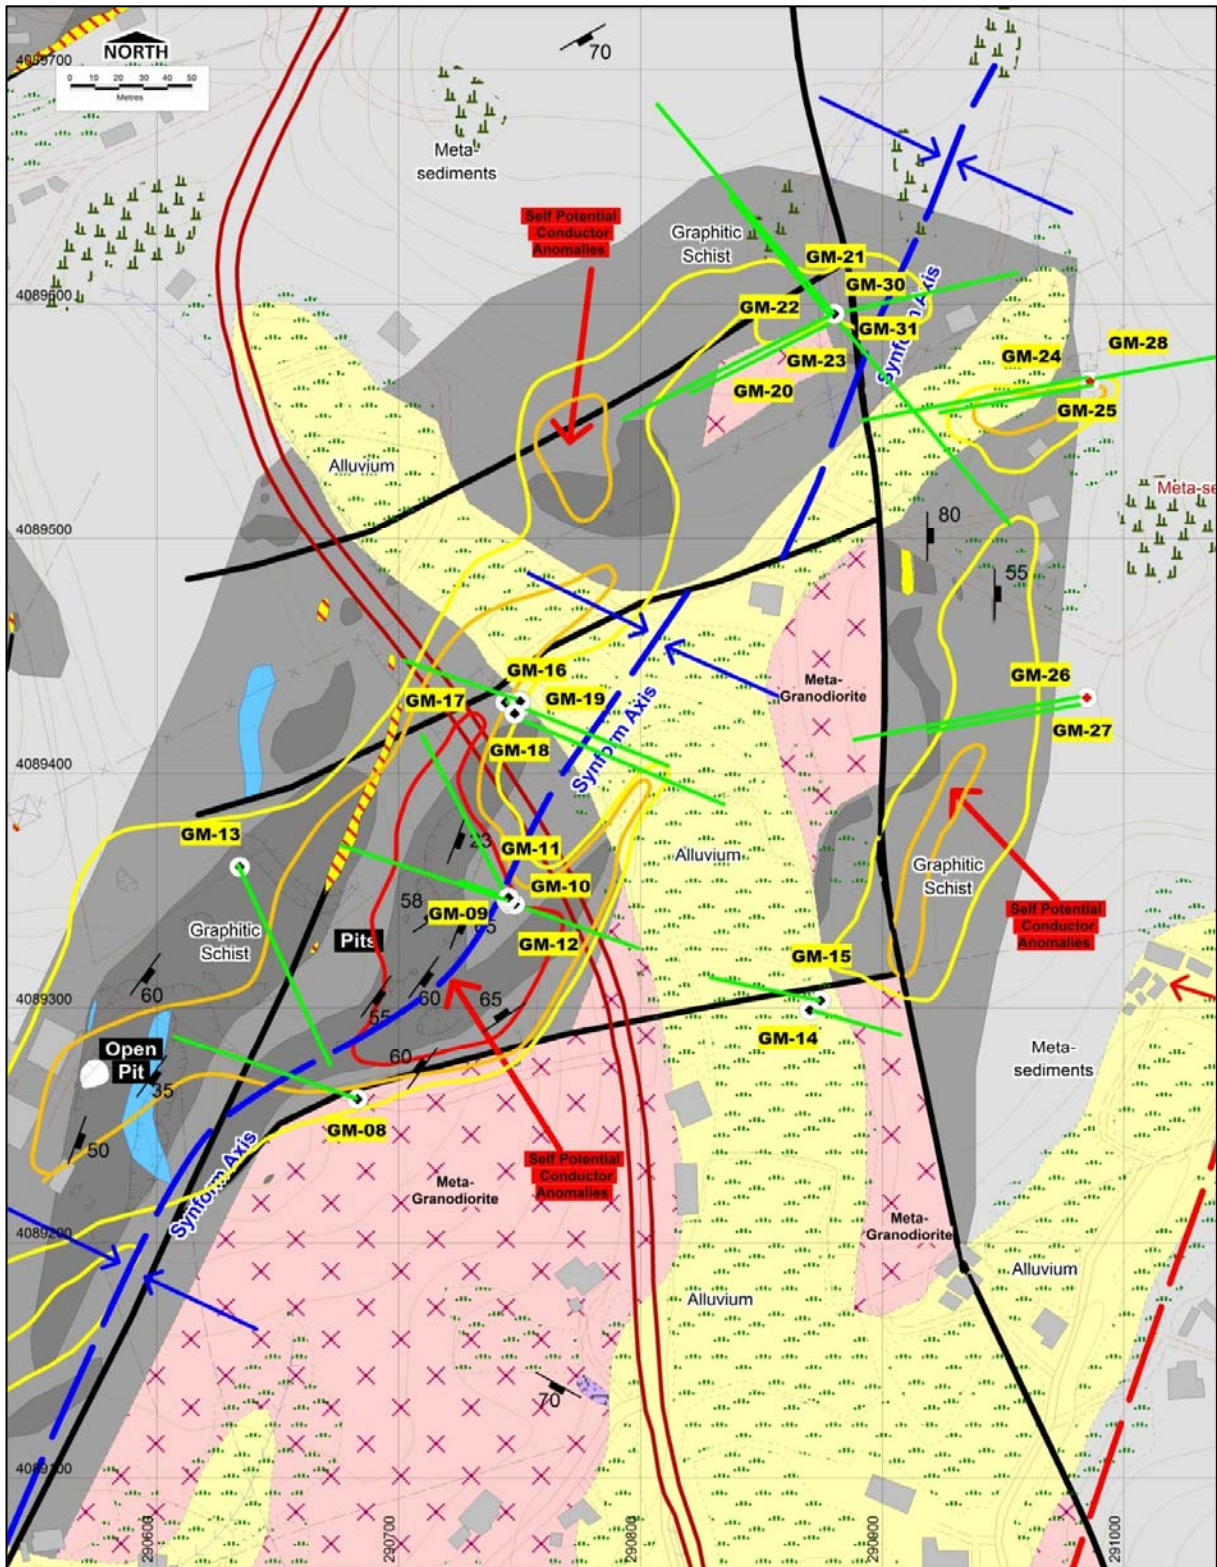 70
NORTH
4089700
0 10 20 30 40 50
Metres
Meta-
sediments
Self Potential
Conductor
Anomalies
Graphitic
Schist
GM-21
GM-30
GM-22
GM-31
GM-23
GM-20
4089600
Synform Axis
GM-28
GM-24
GM-25
Alluvium
Meta-se
80
4089500
55
GM-16
GM-17
GM-19
GM-18
Synform Axis
Meta-
Granodiorite
GM-26
GM-27
4089400
GM-13
23
GM-11
GM-10
58
GM-09
GM-12
Alluvium
Graphitic
Schist
Self Potential
Conductor
Anomalies
Graphitic
Schist
Pits
GM-15
60
60
65
55
4089300
GM-14
60
Open
Pit
35
Meta-
sediments
GM-08
50
Synform Axis
Self Potential
Conductor
Anomalies
Meta-
Granodiorite
4089200
Meta-
Granodiorite
Alluvium
Alluvium
70
4089100
290600
290700
290800
290900
291000